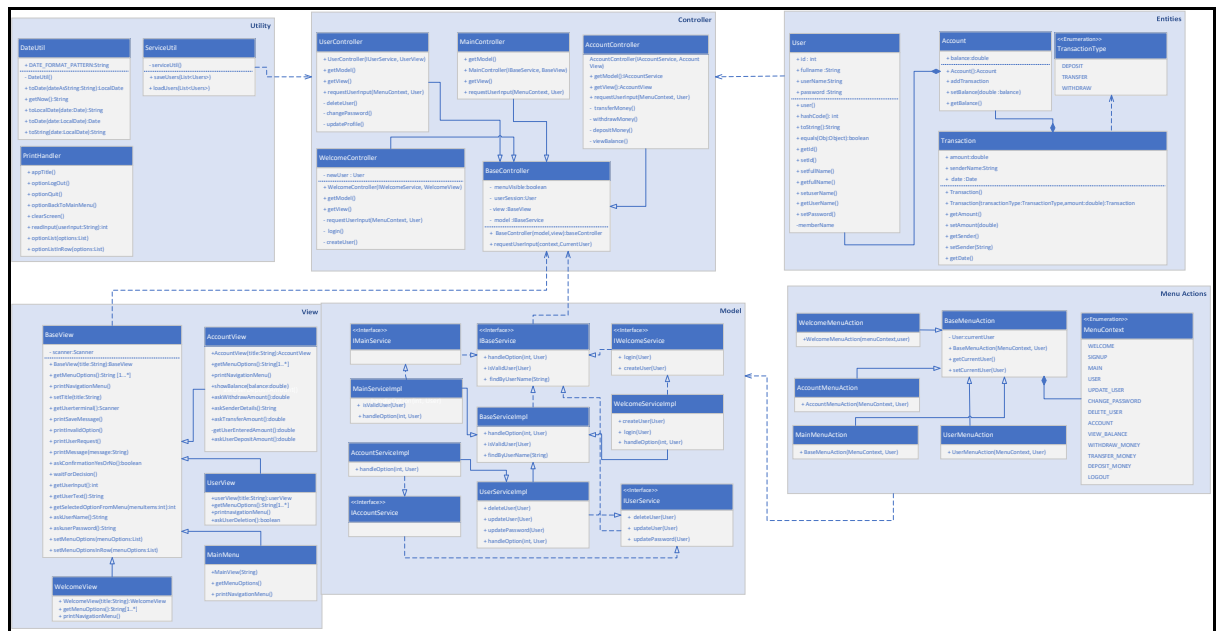 Utility
DateUtil
+ DATE_FORMAT_PATTERN:String
- DateUtil()
+ toDate(dateAsString:String):LocalDate
+ getNow():String
+ toLocalDate(date:Date):String
+ toDate(date:LocalDate):Date
+ toString(date:LocalDate):String
ServiceUtil
- serviceUtil()
+ saveUsers(List<Users>)
+ loadUsers(List<Users>)
PrintHandler
+ appTitle()
+ optionLogOut()
+ optionQuit()
+ optionBackToMainMenu()
+ clearScreen()
+ readInput(userInput:String):int
+ optionList(options:List)
+ optionListInRow(options:List)
Controller
UserController
+ UserController(IUserService, UserView)
+ getModel()
+ getView()
+ requestUserInput(MenuContext, User)
- deleteUser()
- changePassword()
- updateProfile()
MainController
+ getModel()
+ MainController(IBaseService, BaseView)
+ getView()
+ requestUserInput(MenuContext, User)
AccountController
AccountController(IAccountService, Account
View)
+ getModel():IAccountService
+ getView():AccountView
+ requestUserInput(MenuContext, User)
- transferMoney()
- withdrawMoney()
- depositMoney()
- viewBalance()
WelcomeController
- newUser : User
+ WelcomeController(IWelcomeService, WelcomeView)
+ getModel()
+ getView()
- requestUserInput(MenuContext, User)
- login()
- createUser()
BaseController
- menuVisible:boolean
- userSession:User
- view :BaseView
- model :IBaseService
+ BaseController(model,view):baseController
+ requestUserInput(context,CurrentUser)
Entities
User
- id : int
- fullname :String
- userName:String
- password :String
+ user()
+ hashCode(): int
+ toString():String
+ equals(Obj:Object):boolean
+ getId()
+ setId()
+ setfullName()
+ getfullName()
+ setuserName()
+ getUserName()
+ setPassword()
-memberName
Account
+ balance:double
+ Account():Account
+ addTransaction
+ setBalance(double :balance)
+ getBalance()
<<Enumeration>>
TransactionType
DEPOSIT
TRANSFER
WITHDRAW
Transaction
+ amount:double
+ senderName:String
+ date :Date
+ Transaction()
+ Transaction(transactionType:TransactionType,amount:double):Transaction
+ getAmount()
+ setAmount(double)
+ getSender()
+ setSender(String)
+ getDate()
View
BaseView
- scanner:Scanner
+ BaseView(title:String):BaseView
+ getMenuOptions():String [1..*]
+ printNavigationMenu()
+ setTitle(title:String)
+ getUserterminal():Scanner
+ printSaveMessage()
+ printInvalidOption()
+ printUserRequest()
+ printMessage(message:String)
+ askConfirmationYesOrNo():boolean
+ waitForDecision()
+ getUserInput():int
+ getUserText():String
+ getSelectedOptionFromMenu(menuItems:int):int
+ askUserName():String
+ askuserPassword():String
+ setMenuOptions(menuOptions:List)
+ setMenuOptionsInRow(menuOptions:List)
AccountView
+AccountView(title:String):AccountView
+getMenuOptions():String[1..*]
+printNavigationMenu()
+showBalance(balance:double)
+askWithdrawAmount():double
+askSenderDetails():String
+askTransferAmount():double
-getUserEnteredAmount():double
+askUserDepositAmount():double
UserView
+userView(title:String):userView
+getMenuOptions():String[1..*]
+printnavigationMenu()
+askUserDeletion():boolean
MainMenu
+MainView(String)
+getMenuOptions()
+printNavigationMenu()
WelcomeView
+ WelcomeView(title:String):WelcomeView
+ getMenuOptions():String[1..*]
+ printNavigationMenu()
Model
<<Interface>>
IMainService
<<Interface>>
IBaseService
+ handleOption(int, User)
+ isValidUser(User)
+ findByUserName(String)
<<Interface>>
IWelcomeService
+ login(User)
+ createUser(User)
MainServiceImpl
+ isValidUser(User)
+ handleOption(int, User)
BaseServiceImpl
+ handleOption(int, User)
+ isValidUser(User)
+ findByUserName(String)
WelcomeServiceImpl
+createUser(User)
+ login(User)
+ handleOption(int, User)
AccountServiceImpl
+ handleOption(int, User)
<<Interface>>
IAccountService
UserServiceImpl
+ deleteUser(User)
+ updateUser(User)
+ updatePassword(User)
+ handleOption(int, User)
<<Interface>>
IUserService
+ deleteUser(User)
+ updateUser(User)
+ updatePassword(User)
Menu Actions
WelcomeMenuAction
+WelcomeMenuAction(menuContext,user)
BaseMenuAction
- User:currentUser
+ BaseMenuAction(MenuContext, User)
+ getCurrentUser()
+ setCurrentUser(User)
<<Enumeration>>
MenuContext
WELCOME
SIGNUP
MAIN
USER
UPDATE_USER
CHANGE_PASSWORD
DELETE_USER
ACCOUNT
VIEW_BALANCE
WITHDRAW_MONEY
TRANSFER_MONEY
DEPOSIT_MONEY
LOGOUT
AccountMenuAction
+ AccountMenuAction(MenuContext, User)
MainMenuAction
+ BaseMenuAction(MenuContext, User)
UserMenuAction
+ UserMenuAction(MenuContext, User)